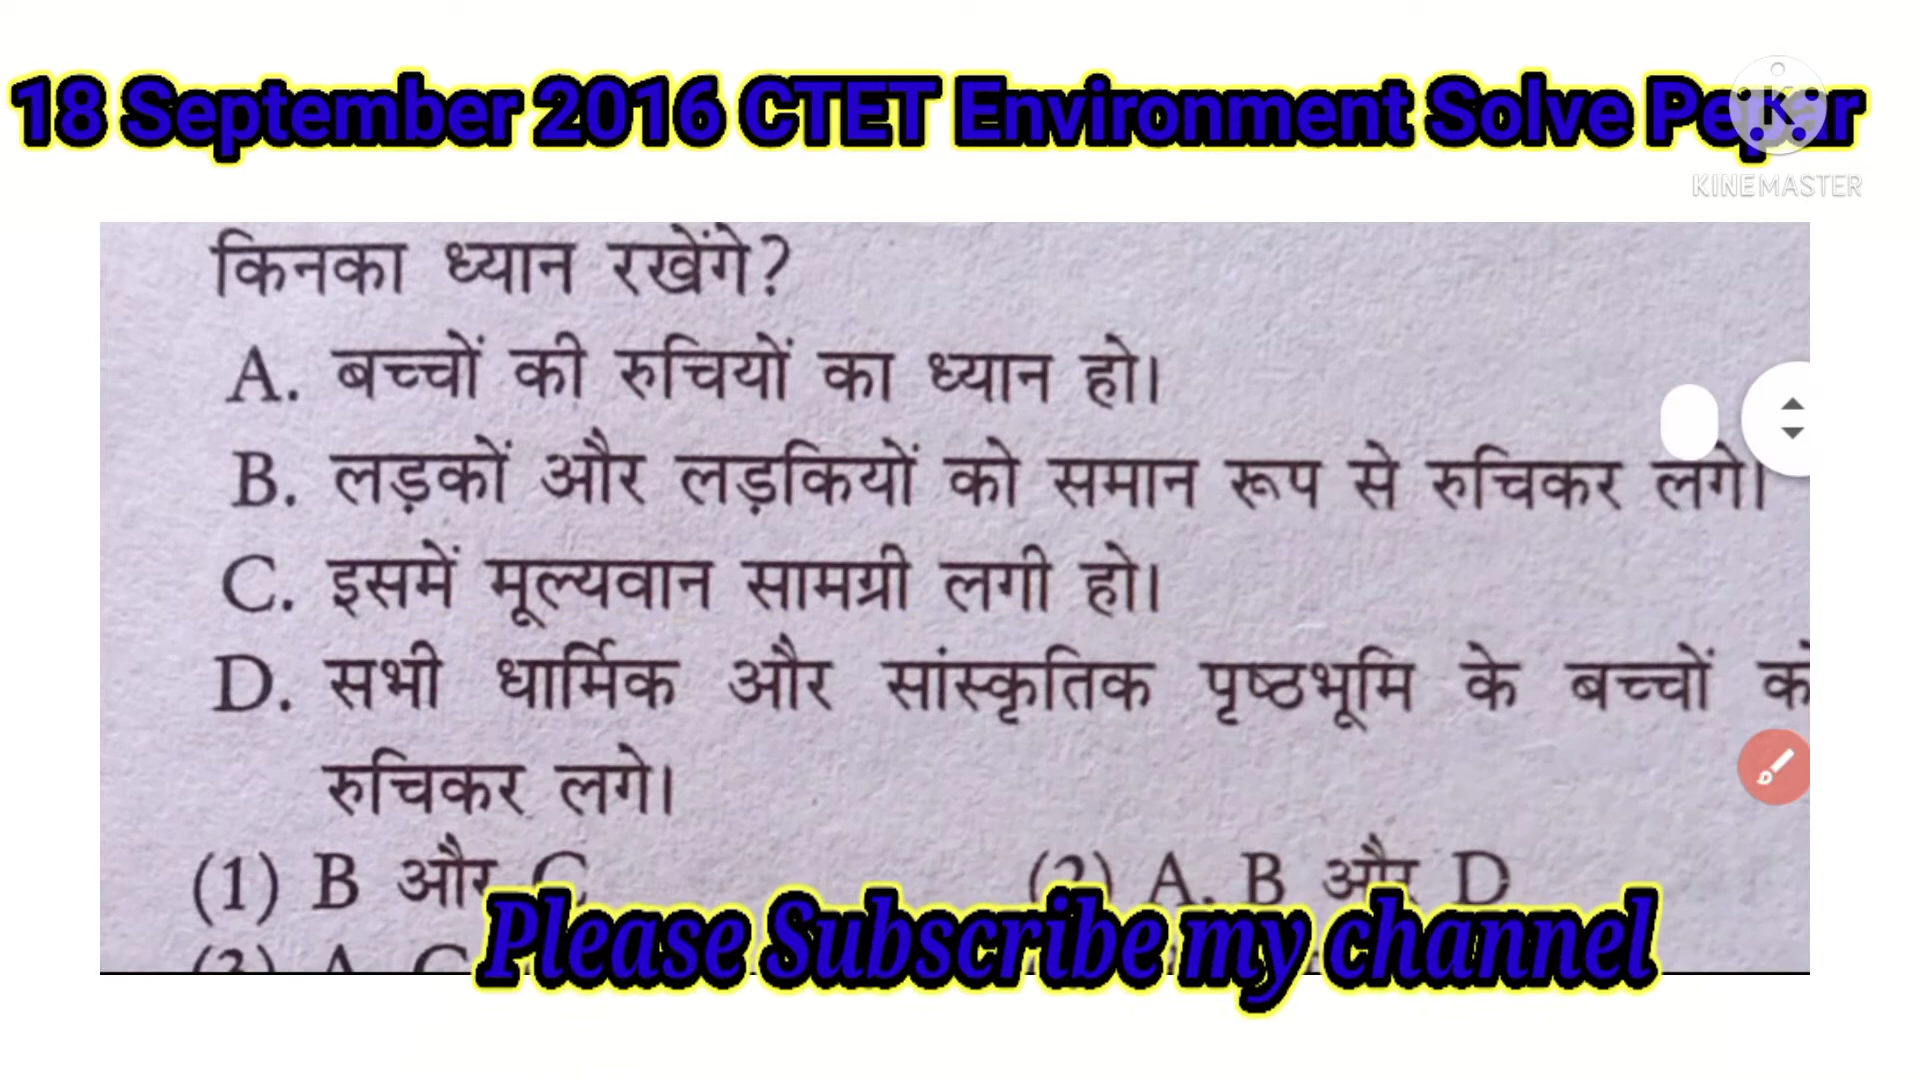 18 September 2016 CTET Environment Solve Pepar
KINEMASTER
किनका ध्यान रखेंगे?
A. बच्चों की रुचियों का ध्यान हो।
B. लड़कों और लड़कियों को समान रूप से रुचिकर लगे।
C. इसमें मूल्यवान सामग्री लगी हो।
D. सभी धार्मिक और सांस्कृतिक पृष्ठभूमि के बच्चों को
रुचिकर लगे।
(1) B और C (2) A, B और D
Please Subscribe my channel